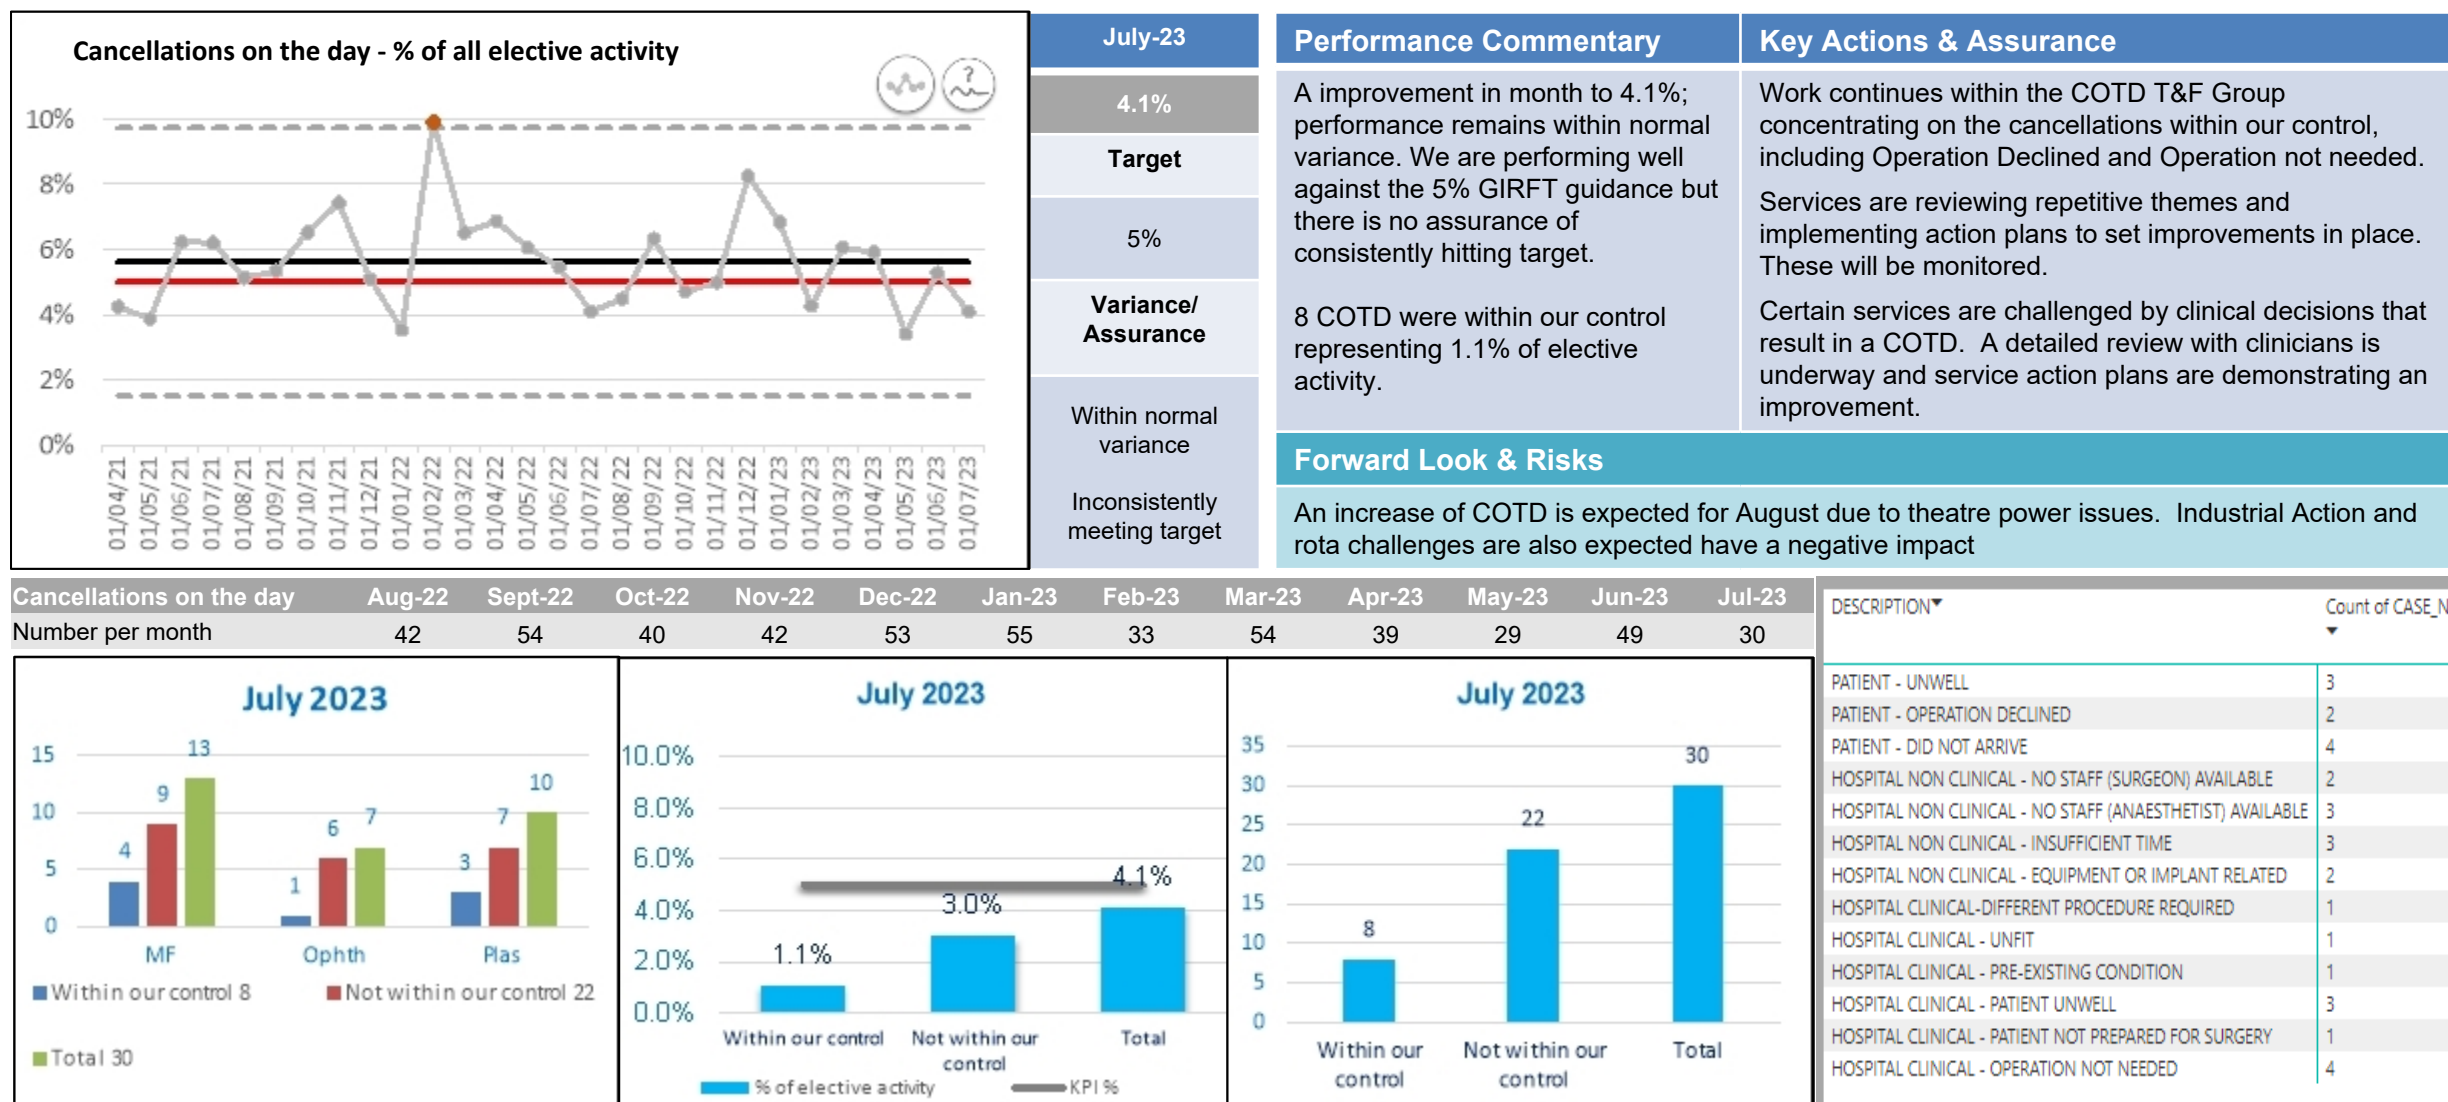 Cancellations on the day - % of all elective activity
?
10%
8%
6%
4%
2%
0%
01/04/21
01/05/21
01/06/21
01/07/21
01/08/21
01/09/21
01/10/21
01/11/21
01/12/21
01/01/22
01/02/22
01/03/22
01/04/22
01/05/22
01/06/22
01/07/22
01/08/22
01/09/22
01/10/22
01/11/22
01/12/22
01/01/23
01/02/23
01/03/23
01/04/23
01/05/23
01/06/23
01/07/23
July-23
4.1%
Target
5%
Variance/
Assurance
Within normal
variance
Inconsistently
meeting target
Performance Commentary
A improvement in month to 4.1%;
performance remains within normal
variance. We are performing well
against the 5% GIRFT guidance but
there is no assurance of
consistently hitting target.
8 COTD were within our control
representing 1.1% of elective
activity.
Key Actions & Assurance
Work continues within the COTD T&F Group
concentrating on the cancellations within our control,
including Operation Declined and Operation not needed.
Services are reviewing repetitive themes and
implementing action plans to set improvements in place.
These will be monitored.
Certain services are challenged by clinical decisions that
result in a COTD.  A detailed review with clinicians is
underway and service action plans are demonstrating an
improvement.
Forward Look & Risks
An increase of COTD is expected for August due to theatre power issues.  Industrial Action and
rota challenges are also expected have a negative impact
Cancellations on the day Aug-22 Sept-22 Oct-22 Nov-22 Dec-22 Jan-23 Feb-23 Mar-23 Apr-23 May-23 Jun-23 Jul-23
Number per month 42 54 40 42 53 55 33 54 39 29 49 30
July 2023
15
10
5
0
4 9 13
1 6 7
3 7 10
MF Ophth Plas
Within our control 8 Not within our control 22
Total 30
July 2023
10.0%
8.0%
6.0%
4.0%
2.0%
0.0%
1.1% 3.0% 4.1%
Within our control Not within our Total
control
% of elective activity KPI %
July 2023
35
30
25
20
15
10
5
0
8 22 30
Within our Not within our Total
control control
DESCRIPTION Count of CASE_N
PATIENT - UNWELL 3
PATIENT - OPERATION DECLINED 2
PATIENT - DID NOT ARRIVE 4
HOSPITAL NON CLINICAL - NO STAFF (SURGEON) AVAILABLE 2
HOSPITAL NON CLINICAL - NO STAFF (ANAESTHETIST) AVAILABLE 3
HOSPITAL NON CLINICAL - INSUFFICIENT TIME 3
HOSPITAL NON CLINICAL - EQUIPMENT OR IMPLANT RELATED 2
HOSPITAL CLINICAL-DIFFERENT PROCEDURE REQUIRED 1
HOSPITAL CLINICAL - UNFIT 1
HOSPITAL CLINICAL - PRE-EXISTING CONDITION 1
HOSPITAL CLINICAL - PATIENT UNWELL 3
HOSPITAL CLINICAL - PATIENT NOT PREPARED FOR SURGERY 1
HOSPITAL CLINICAL - OPERATION NOT NEEDED 4